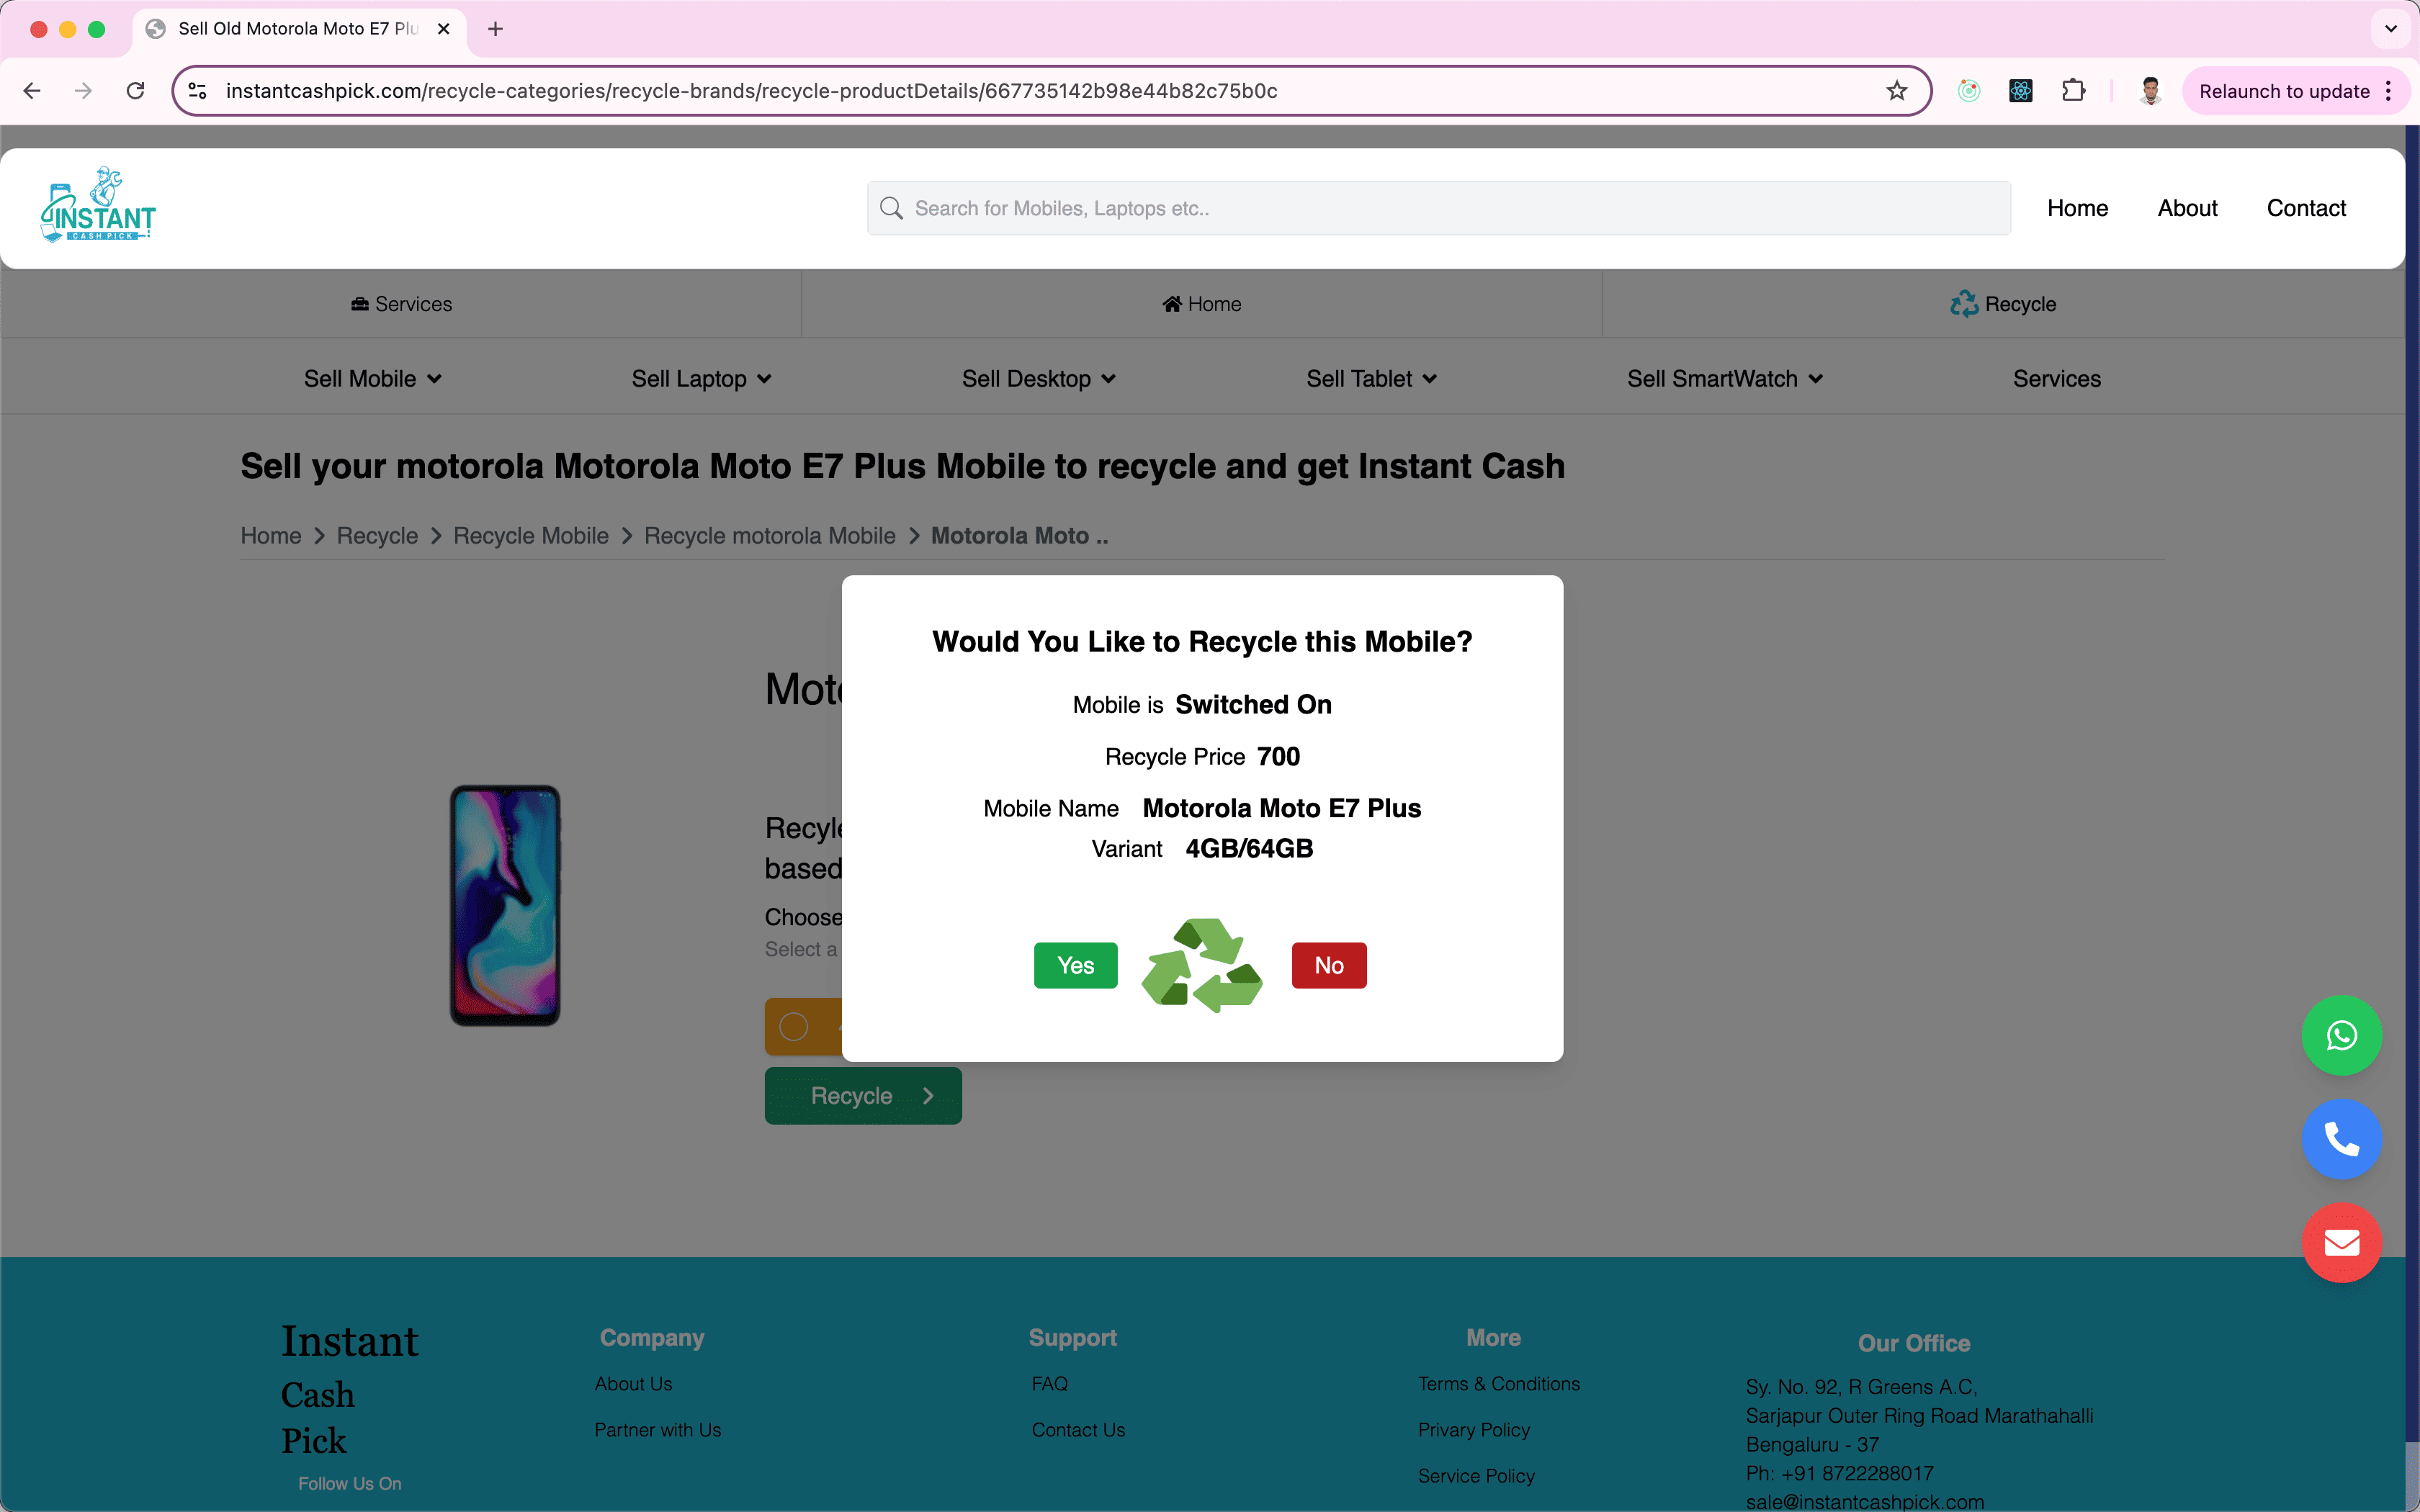 Sell Old Motorola Moto E7 Plu
instantcashpick.com/recycle-categories/recycle-brands/recycle-productDetails/667735142b98e44b82c75b0c
Relaunch to update
INSTANT
CASH PICK
Search for Mobiles, Laptops etc..
Home
About
Contact
Services
Home
Recycle
Sell Mobile
Sell Laptop
Sell Desktop
Sell Tablet
Sell SmartWatch
Services
Sell your motorola Motorola Moto E7 Plus Mobile to recycle and get Instant Cash
Home > Recycle > Recycle Mobile > Recycle motorola Mobile > Motorola Moto ..
Moto
Recyle
based
Choose
Select a
Recycle
Would You Like to Recycle this Mobile?
Mobile is Switched On
Recycle Price 700
Mobile Name Motorola Moto E7 Plus
Variant 4GB/64GB
Yes
No
Instant
Cash
Pick
Follow Us On
Company
About Us
Partner with Us
Support
FAQ
Contact Us
More
Terms & Conditions
Privary Policy
Service Policy
Our Office
Sy. No. 92, R Greens A.C,
Sarjapur Outer Ring Road Marathahalli
Bengaluru - 37
Ph: +91 8722288017
sale@instantcashpick.com